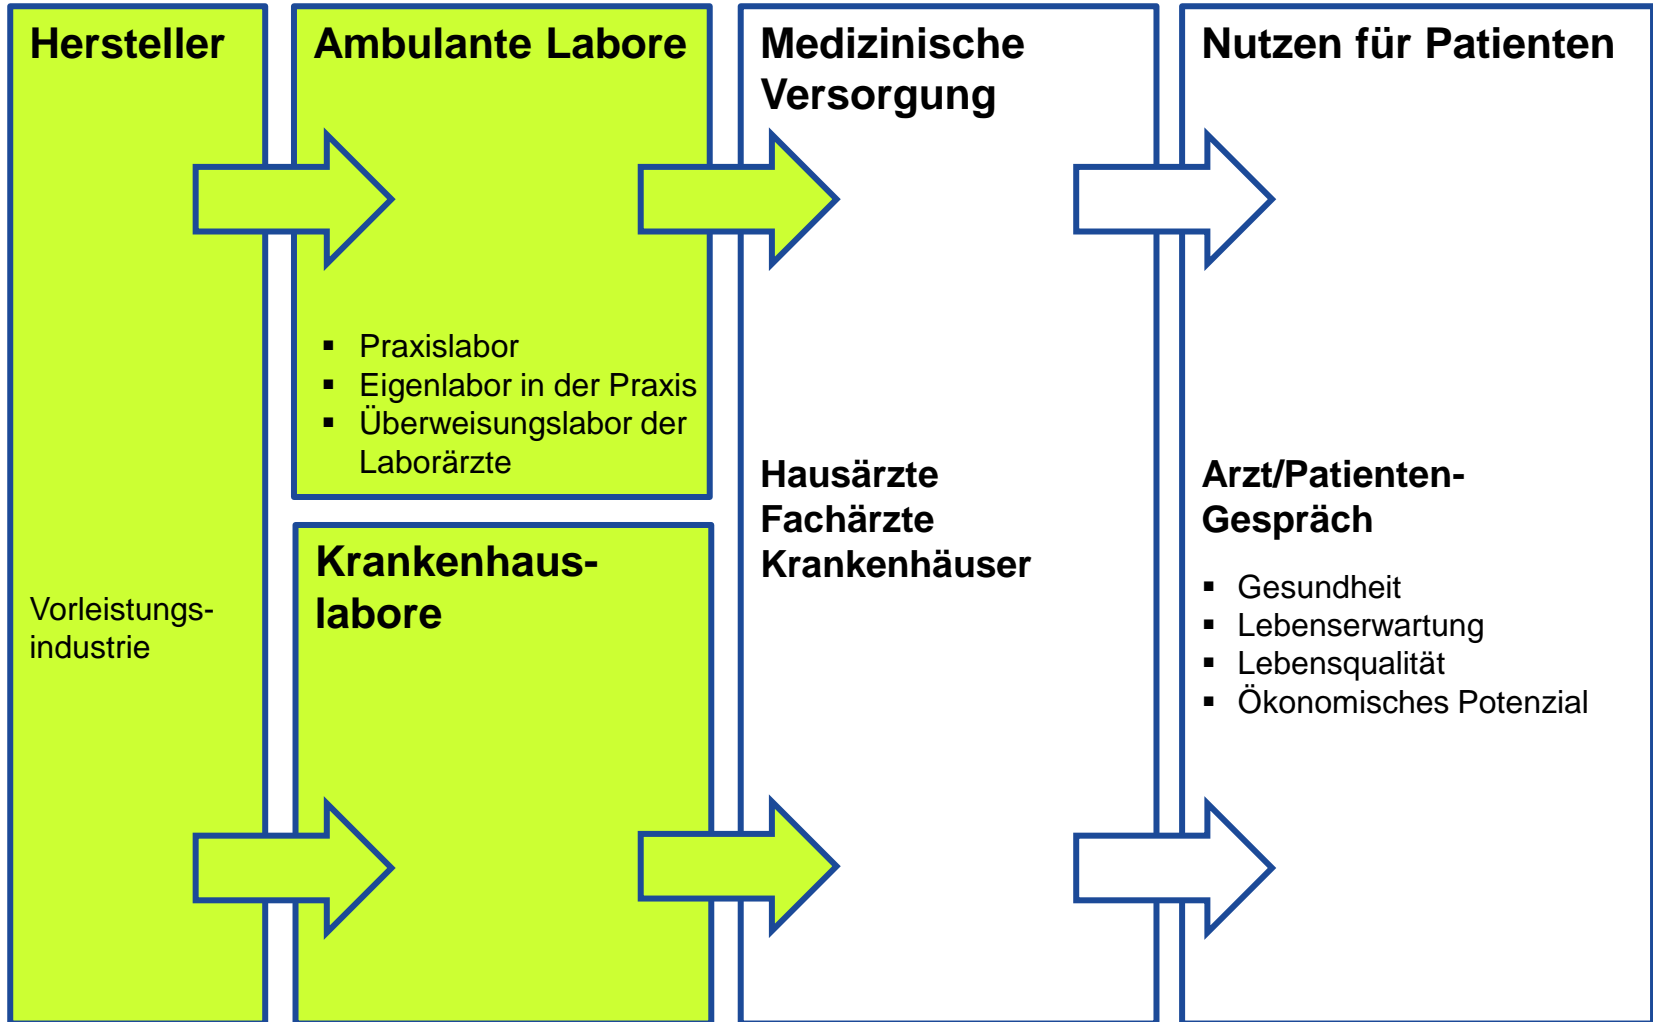 Hersteller
Vorleistungs-
industrie
Ambulante Labore
▪ Praxislabor
▪ Eigenlabor in der Praxis
▪ Überweisungslabor der
Laborärzte
Krankenhaus-
labore
Medizinische
Versorgung
Hausärzte
Fachärzte
Krankenhäuser
Nutzen für Patienten
Arzt/Patienten-
Gespräch
▪ Gesundheit
▪ Lebenserwartung
▪ Lebensqualität
▪ Ökonomisches Potenzial